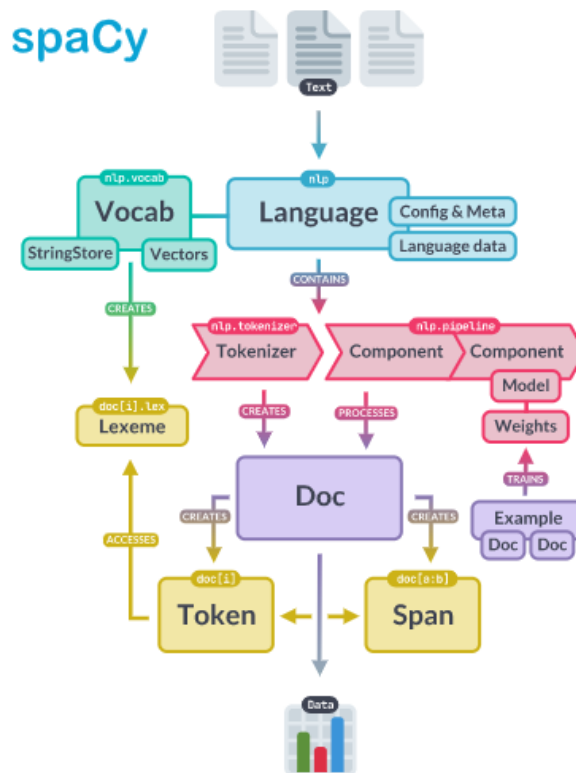 spaCy
Text
nlp.vocab
nlp
Vocab
Language
Config & Meta
StringStore
Vectors
Language data
CONTAINS
CREATES
nlp.tokenizer
nlp.pipeline
Tokenizer
Component
Component
Model
doc[i].lex
CREATES
PROCESSES
Lexeme
Weights
TRAINS
Doc
CREATES
CREATES
Example
Doc
Doc
ACCESSES
doc[i]
doc[a:b]
Token
Span
Data